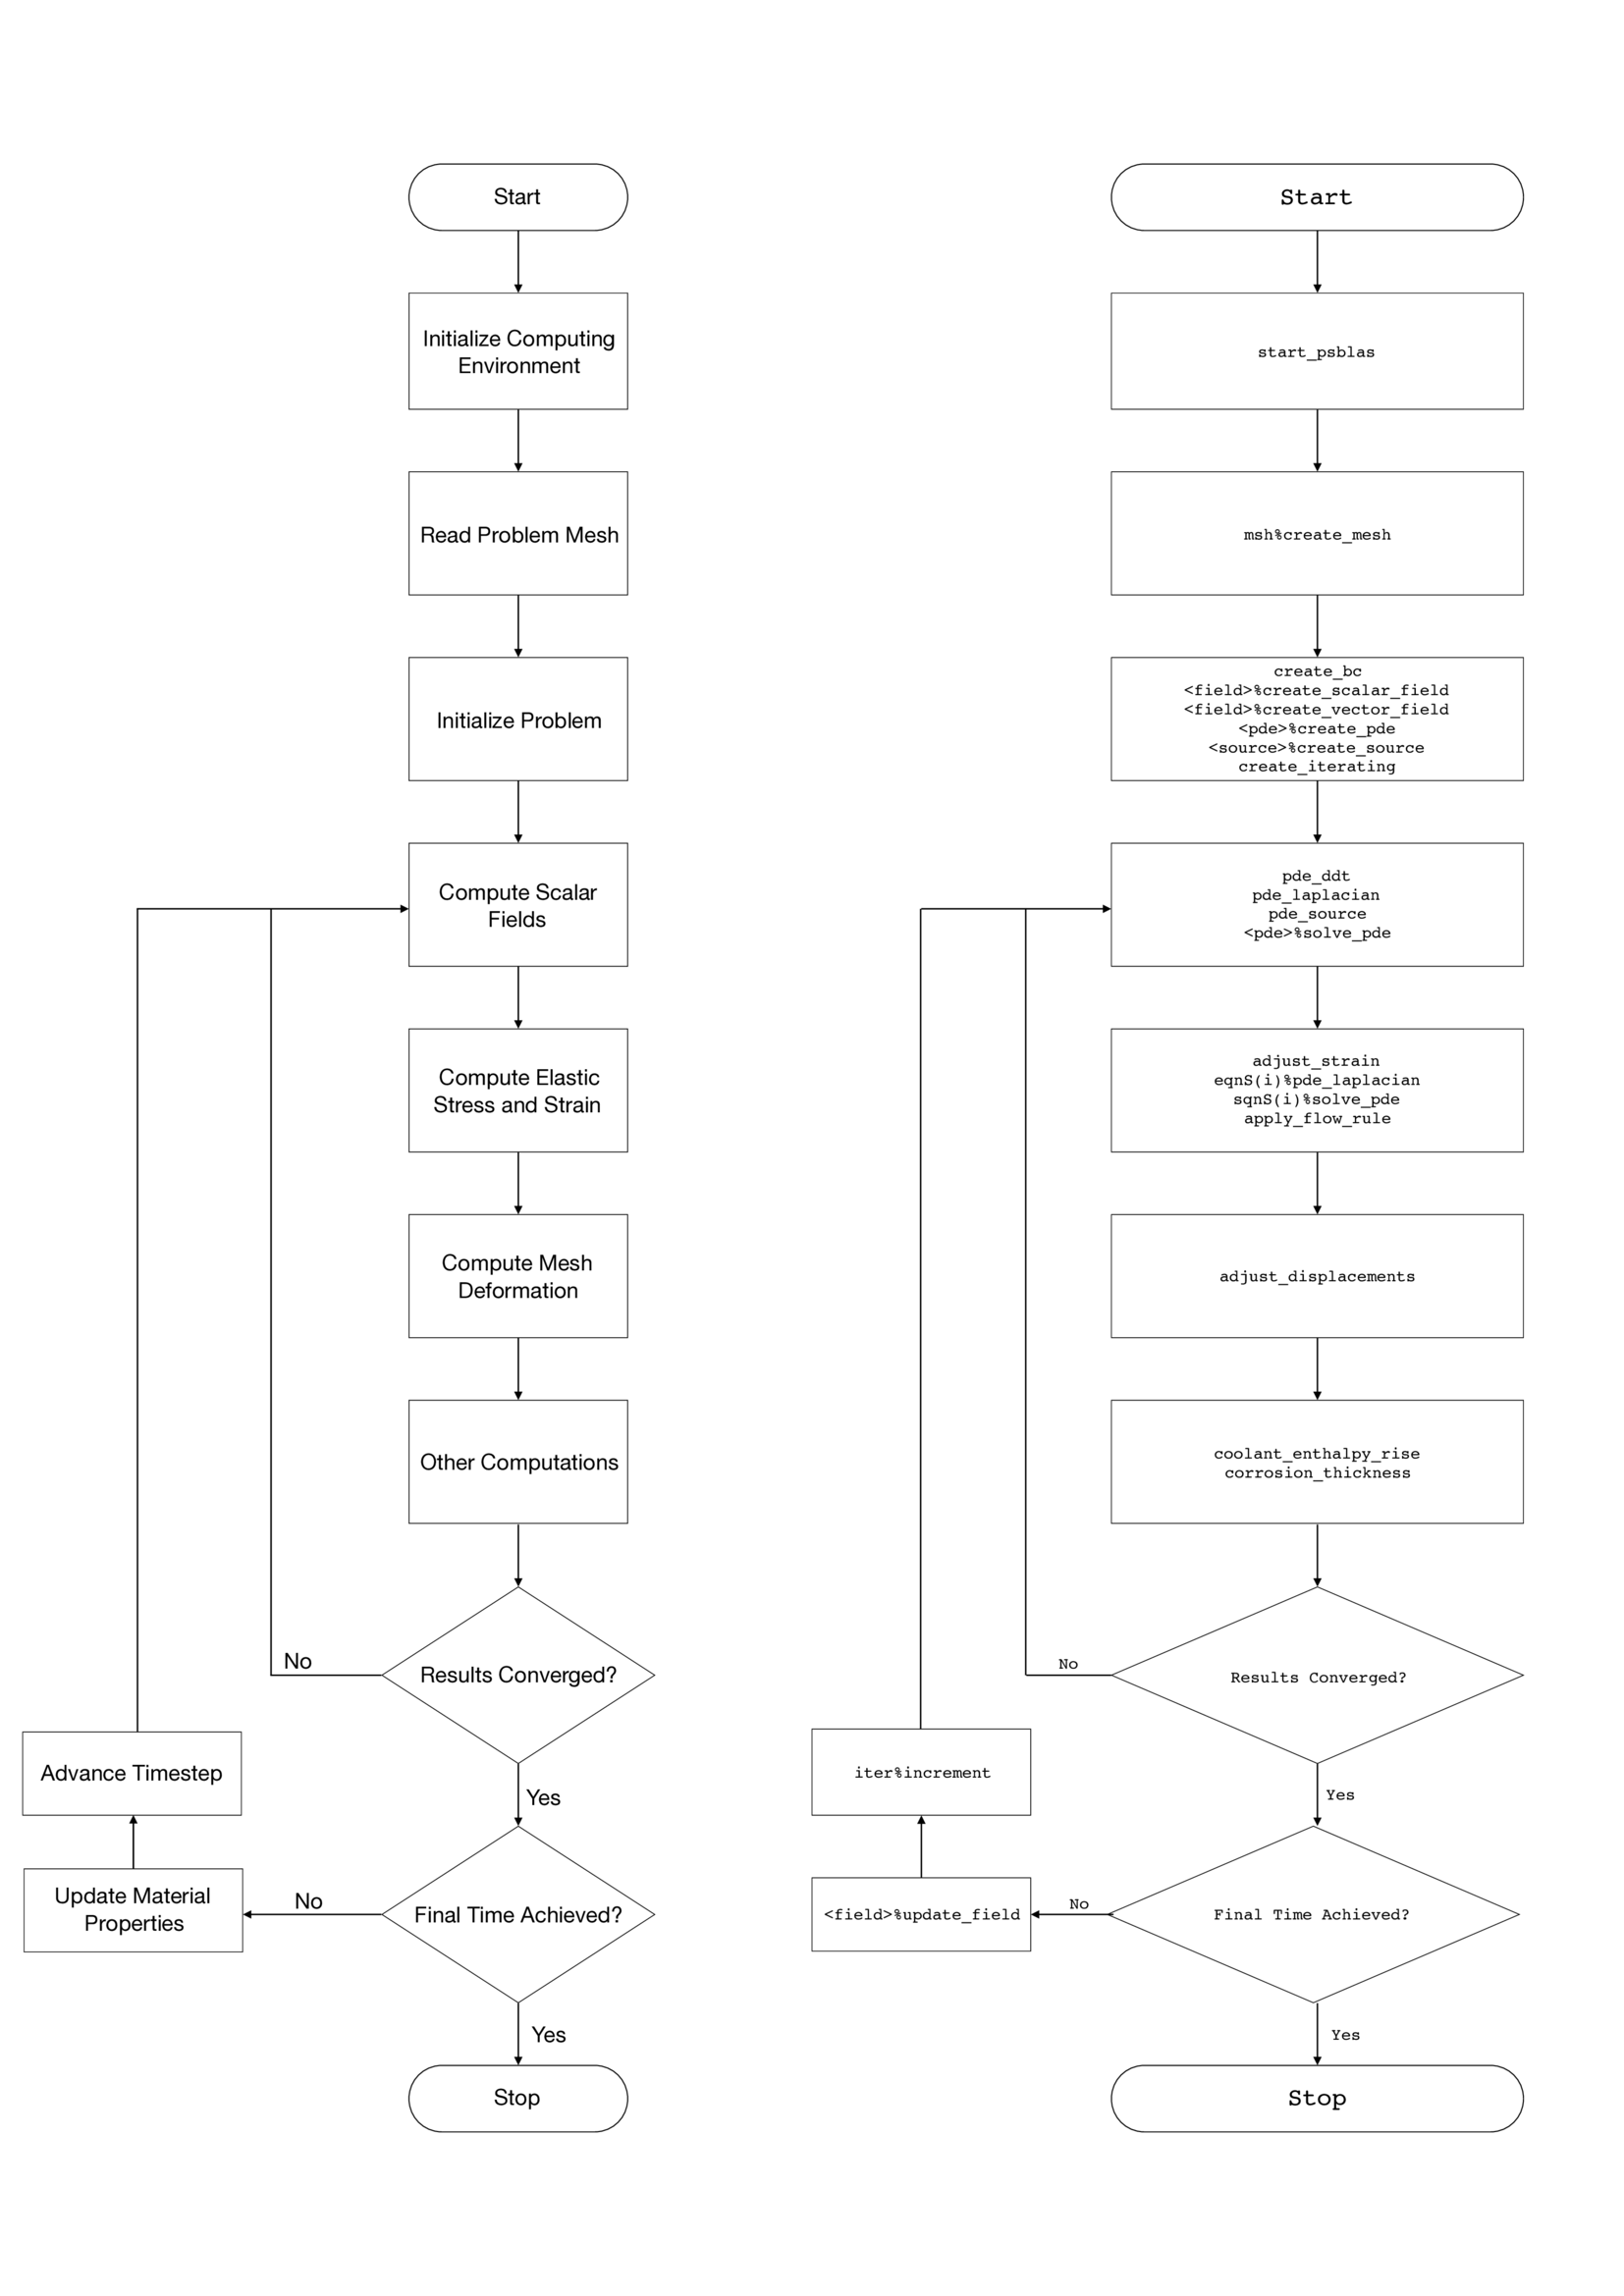 Start
Initialize Computing
Environment
Read Problem Mesh
Initialize Problem
Compute Scalar
Fields
Compute Elastic
Stress and Strain
Compute Mesh
Deformation
Other Computations
Results Converged?
No
Yes
Advance Timestep
Update Material
Properties
No
Final Time Achieved?
Yes
Stop
Start
start_psblas
msh%create_mesh
create_bc
<field>%create_scalar_field
<field>%create_vector_field
<pde>%create_pde
<source>%create_source
create_iterating
pde_ddt
pde_laplacian
pde_source
<pde>%solve_pde
adjust_strain
eqnS(i)%pde_laplacian
sqnS(i)%solve_pde
apply_flow_rule
adjust_displacements
coolant_enthalpy_rise
corrosion_thickness
No
Results Converged?
iter%increment
Yes
<field>%update_field
No
Final Time Achieved?
Yes
Stop